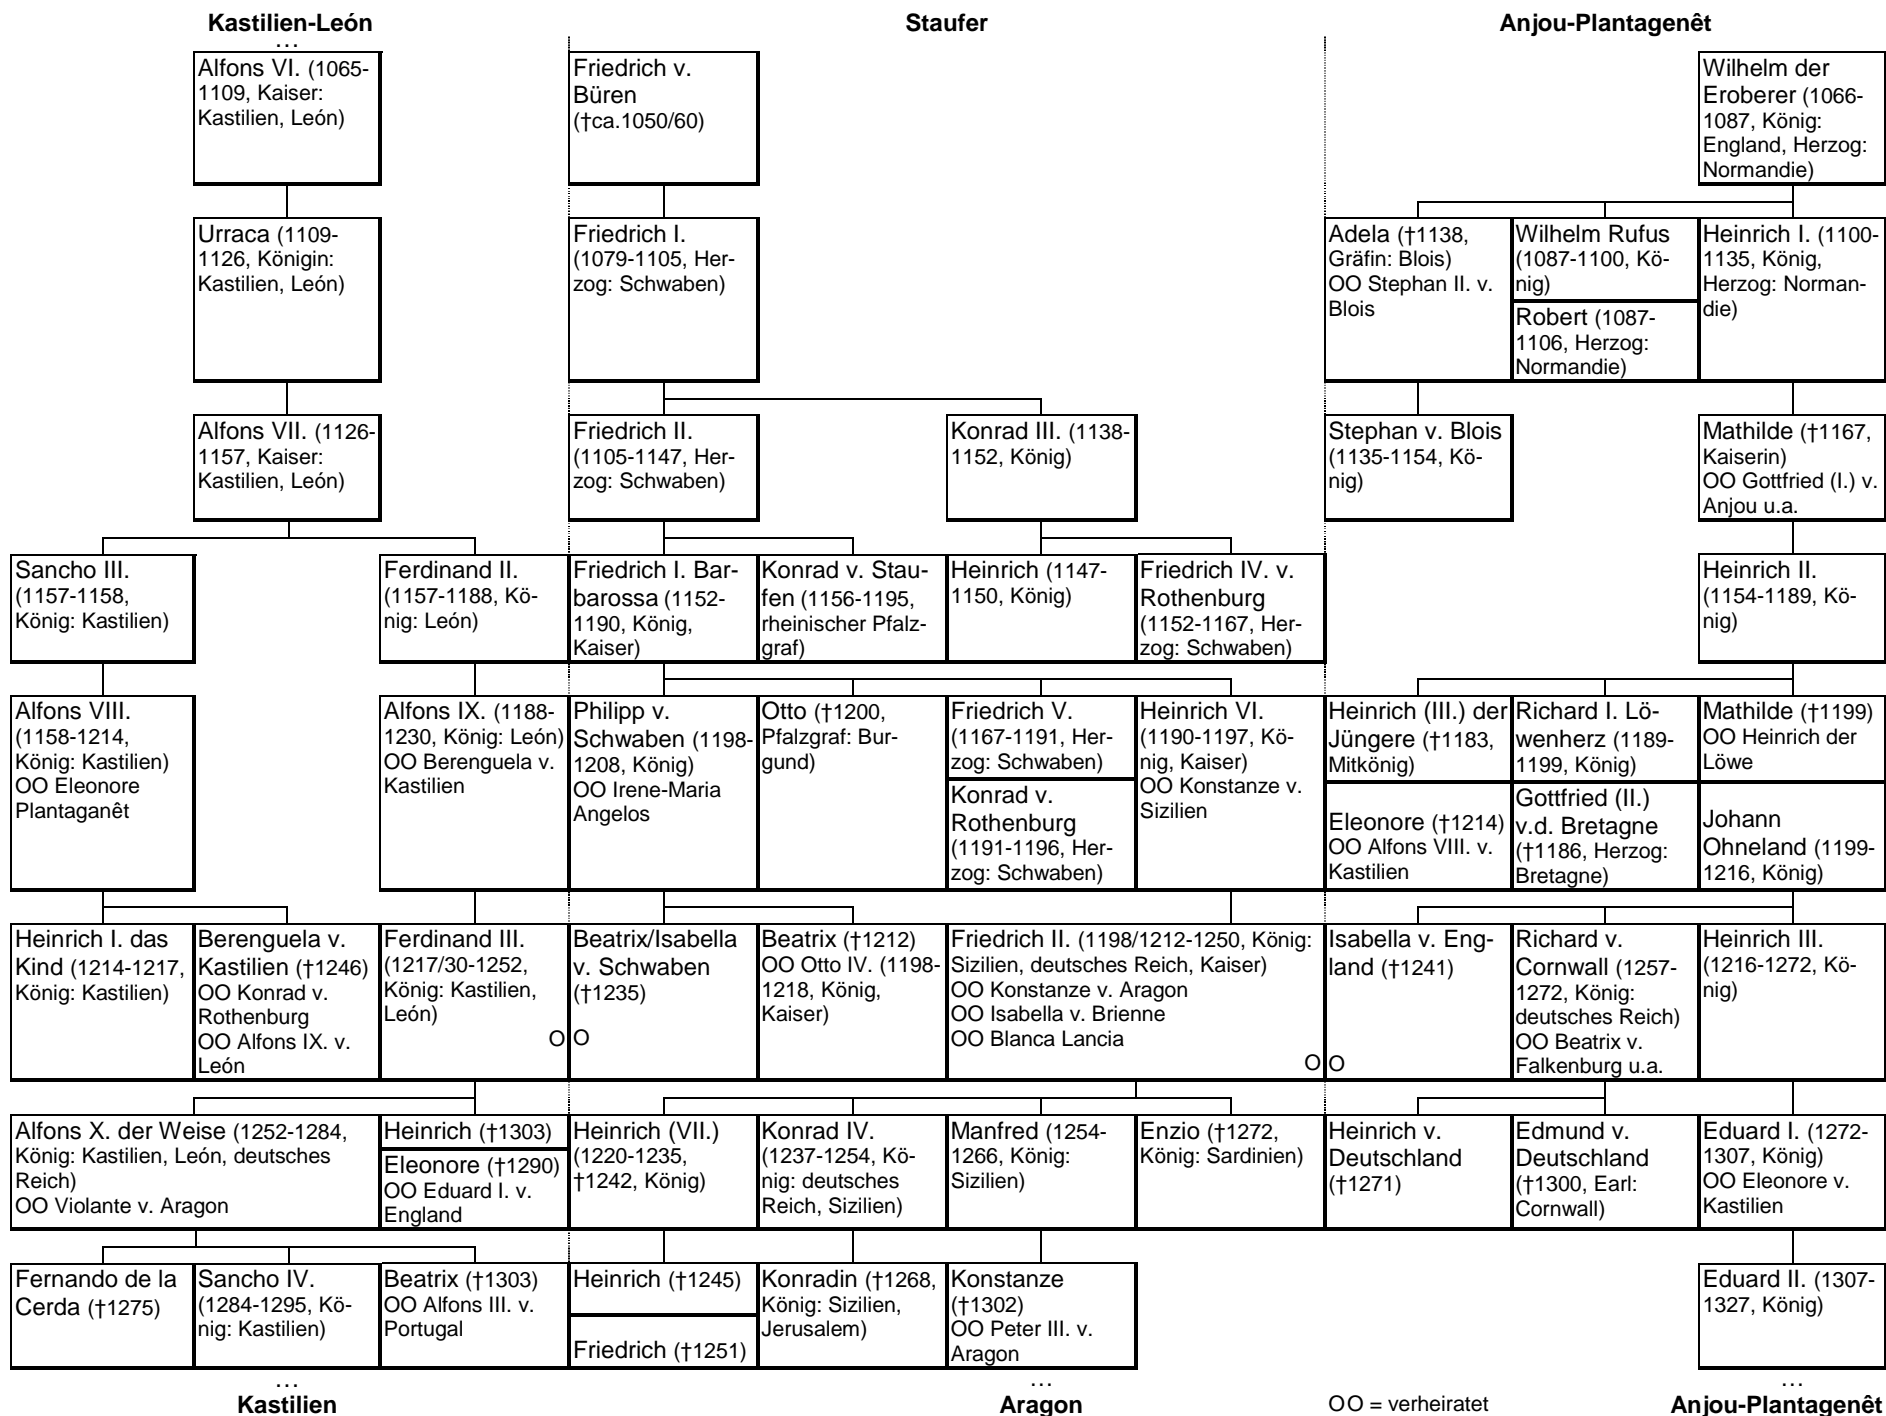 Kastilien-León
Staufer
Anjou-Plantagenêt
…
Alfons VI. (1065-
1109, Kaiser:
Kastilien, León)
Friedrich v.
Büren
(†ca.1050/60)
Wilhelm der
Eroberer (1066-
1087, König:
England, Herzog:
Normandie)
Urraca (1109-
1126, Königin:
Kastilien, León)
Friedrich I.
(1079-1105, Her-
zog: Schwaben)
Adela (†1138,
Gräfin: Blois)
OO Stephan II. v.
Blois
Wilhelm Rufus
(1087-1100, Kö-
nig)
Robert (1087-
1106, Herzog:
Normandie)
Heinrich I. (1100-
1135, König,
Herzog: Norman-
die)
Alfons VII. (1126-
1157, Kaiser:
Kastilien, León)
Friedrich II.
(1105-1147, Her-
zog: Schwaben)
Konrad III. (1138-
1152, König)
Stephan v. Blois
(1135-1154, Kö-
nig)
Mathilde (†1167,
Kaiserin)
OO Gottfried (I.) v.
Anjou u.a.
Sancho III.
(1157-1158,
König: Kastilien)
Ferdinand II.
(1157-1188, Kö-
nig: León)
Friedrich I. Bar-
barossa (1152-
1190, König,
Kaiser)
Konrad v. Stau-
fen (1156-1195,
rheinischer Pfalz-
graf)
Heinrich (1147-
1150, König)
Friedrich IV. v.
Rothenburg
(1152-1167, Her-
zog: Schwaben)
Heinrich II.
(1154-1189, Kö-
nig)
Alfons VIII.
(1158-1214,
König: Kastilien)
OO Eleonore
Plantaganêt
Alfons IX. (1188-
1230, König: León)
OO Berenguela v.
Kastilien
Philipp v.
Schwaben (1198-
1208, König)
OO Irene-Maria
Angelos
Otto (†1200,
Pfalzgraf: Bur-
gund)
Friedrich V.
(1167-1191, Her-
zog: Schwaben)
Konrad v.
Rothenburg
(1191-1196, Her-
zog: Schwaben)
Heinrich VI.
(1190-1197, Kö-
nig, Kaiser)
OO Konstanze v.
Sizilien
Heinrich (III.) der
Jüngere (†1183,
Mitkönig)
Eleonore (†1214)
OO Alfons VIII. v.
Kastilien
Richard I. Lö-
wenherz (1189-
1199, König)
Gottfried (II.)
v.d. Bretagne
(†1186, Herzog:
Bretagne)
Mathilde (†1199)
OO Heinrich der
Löwe
Johann
Ohneland (1199-
1216, König)
Heinrich I. das
Kind (1214-1217,
König: Kastilien)
Berenguela v.
Kastilien (†1246)
OO Konrad v.
Rothenburg
OO Alfons IX. v.
León
Ferdinand III.
(1217/30-1252,
König: Kastilien,
León)
O
Beatrix/Isabella
v. Schwaben
(†1235)
O
Beatrix (†1212)
OO Otto IV. (1198-
1218, König,
Kaiser)
Friedrich II. (1198/1212-1250, König:
Sizilien, deutsches Reich, Kaiser)
OO Konstanze v. Aragon
OO Isabella v. Brienne
OO Blanca Lancia
O
Isabella v. Eng-
land (†1241)
O
Richard v.
Cornwall (1257-
1272, König:
deutsches Reich)
OO Beatrix v.
Falkenburg u.a.
Heinrich III.
(1216-1272, Kö-
nig)
Alfons X. der Weise (1252-1284,
König: Kastilien, León, deutsches
Reich)
OO Violante v. Aragon
Heinrich (†1303)
Eleonore (†1290)
OO Eduard I. v.
England
Heinrich (VII.)
(1220-1235,
†1242, König)
Konrad IV.
(1237-1254, Kö-
nig: deutsches
Reich, Sizilien)
Manfred (1254-
1266, König:
Sizilien)
Enzio (†1272,
König: Sardinien)
Heinrich v.
Deutschland
(†1271)
Edmund v.
Deutschland
(†1300, Earl:
Cornwall)
Eduard I. (1272-
1307, König)
OO Eleonore v.
Kastilien
Fernando de la
Cerda (†1275)
Sancho IV.
(1284-1295, Kö-
nig: Kastilien)
Beatrix (†1303)
OO Alfons III. v.
Portugal
Heinrich (†1245)
Friedrich (†1251)
Konradin (†1268,
König: Sizilien,
Jerusalem)
Konstanze
(†1302)
OO Peter III. v.
Aragon
Eduard II. (1307-
1327, König)
…
…
…
Kastilien
Aragon
OO = verheiratet
Anjou-Plantagenêt